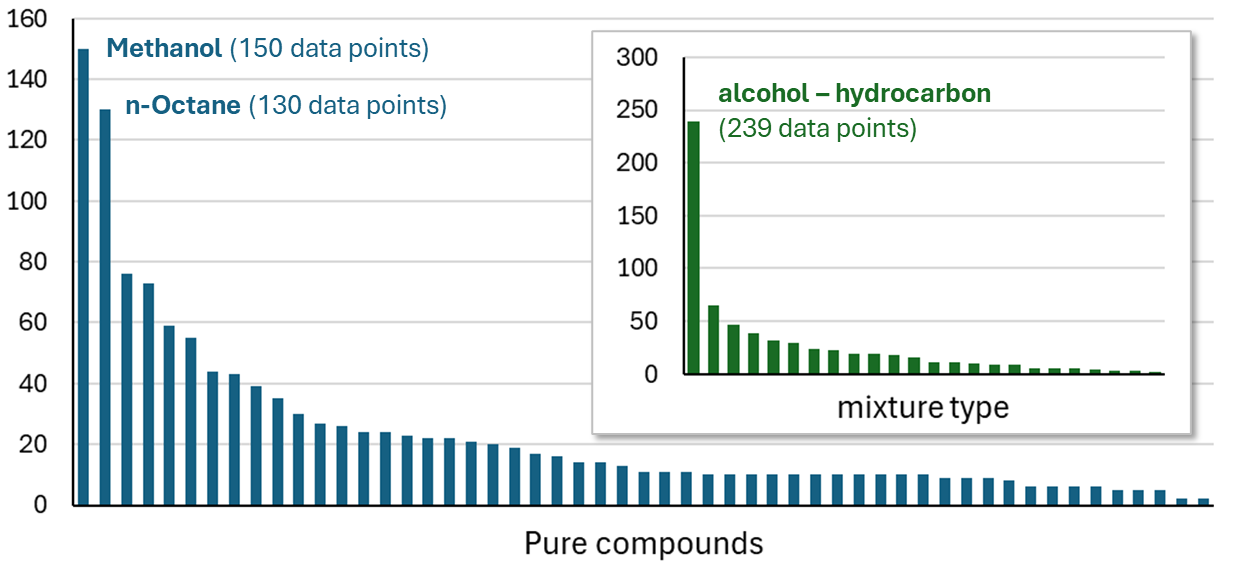 160
140
120
100
80
60
40
20
0
Methanol (150 data points)
n-Octane (130 data points)
Pure compounds
300
250
200
150
100
50
0
alcohol – hydrocarbon
(239 data points)
mixture type